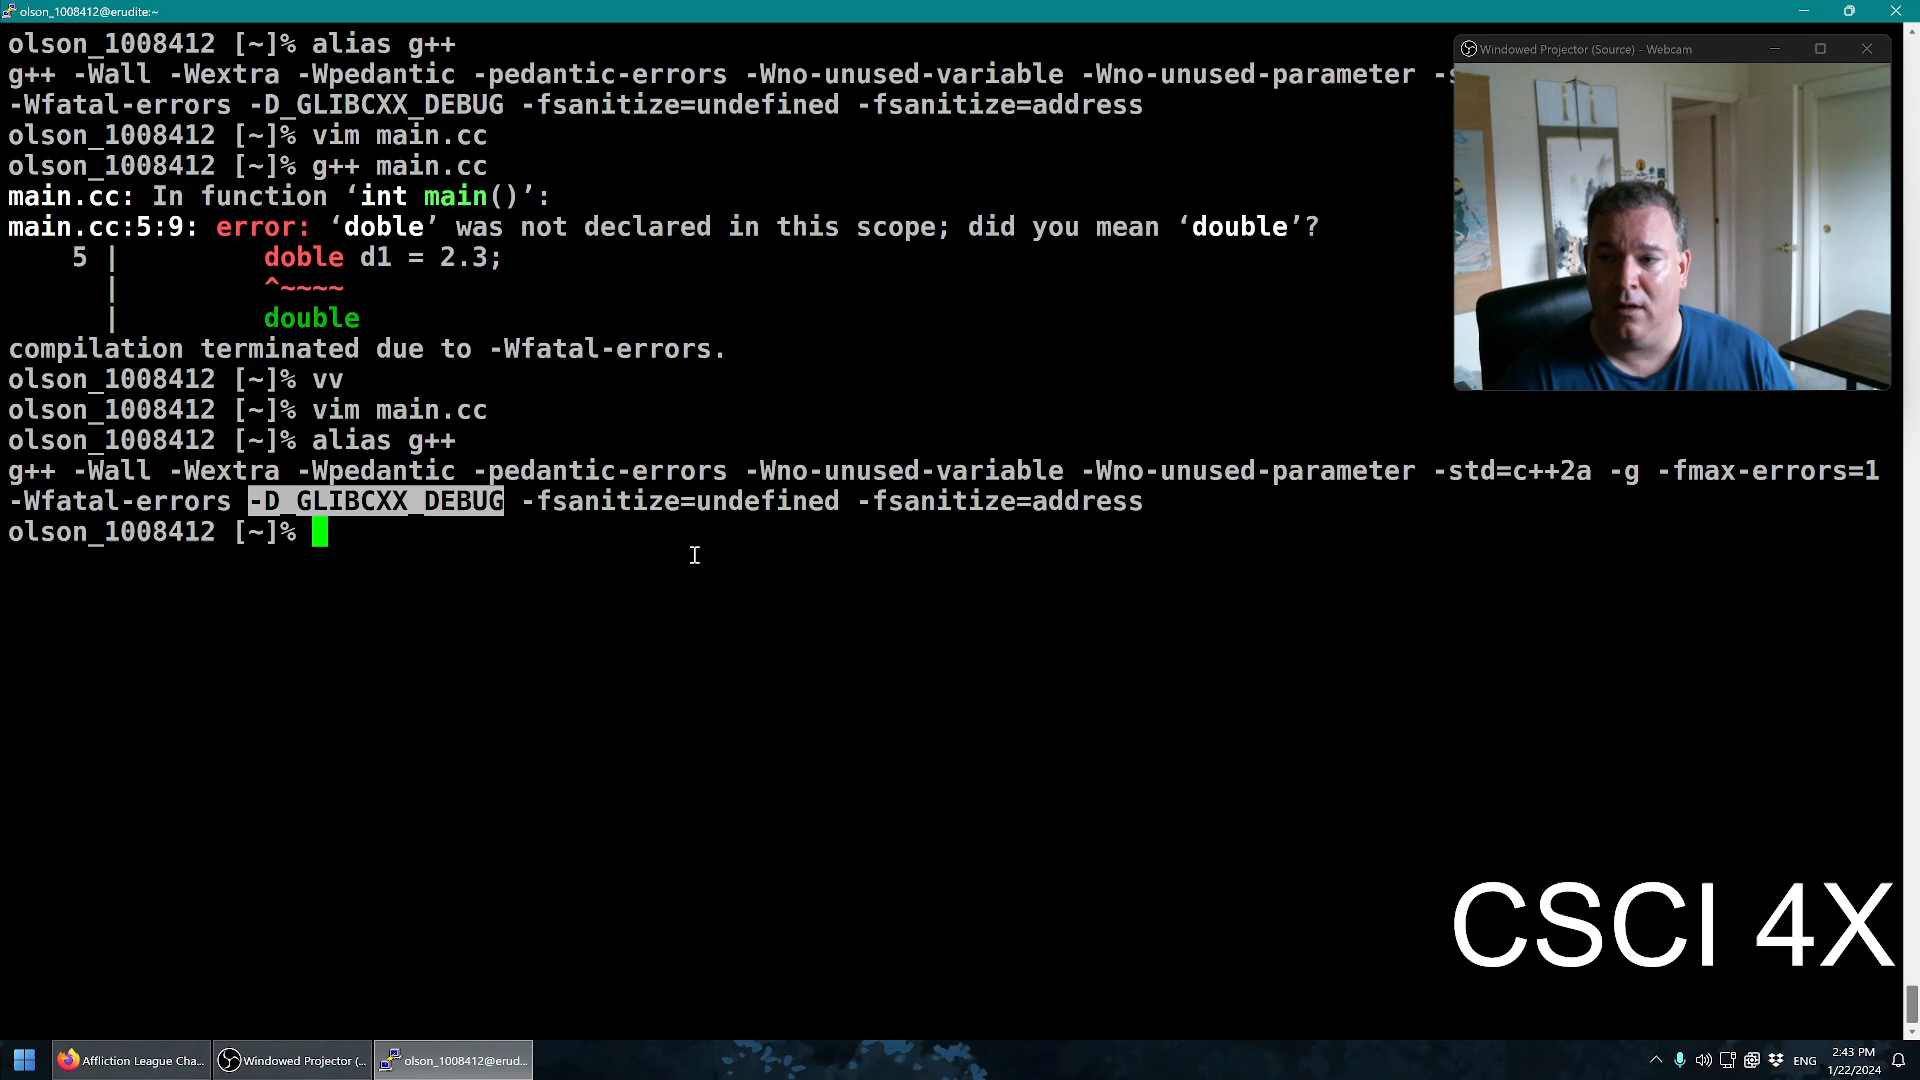 olson_1008412@erudite:~
olson_1008412 [~]% alias g++
g++ -Wall -Wextra -Wpedantic -pedantic-errors -Wno-unused-variable -Wno-unused-parameter -s
-Wfatal-errors -D_GLIBCXX_DEBUG -fsanitize=undefined -fsanitize=address
olson_1008412 [~]% vim main.cc
olson_1008412 [~]% g++ main.cc
main.cc: In function ‘int main()’:
main.cc:5:9: error: ‘doble’ was not declared in this scope; did you mean ‘double’?
5 | doble d1 = 2.3;
| ^~~~~
| double
compilation terminated due to -Wfatal-errors.
olson_1008412 [~]% vv
olson_1008412 [~]% vim main.cc
olson_1008412 [~]% alias g++
g++ -Wall -Wextra -Wpedantic -pedantic-errors -Wno-unused-variable -Wno-unused-parameter -std=c++2a -g -fmax-errors=1
-Wfatal-errors -D_GLIBCXX_DEBUG -fsanitize=undefined -fsanitize=address
olson_1008412 [~]%
Windowed Projector (Source) - Webcam
CSCI 4X
Affliction League Cha...
Windowed Projector (...
olson_1008412@erud...
ENG
2:43 PM
1/22/2024